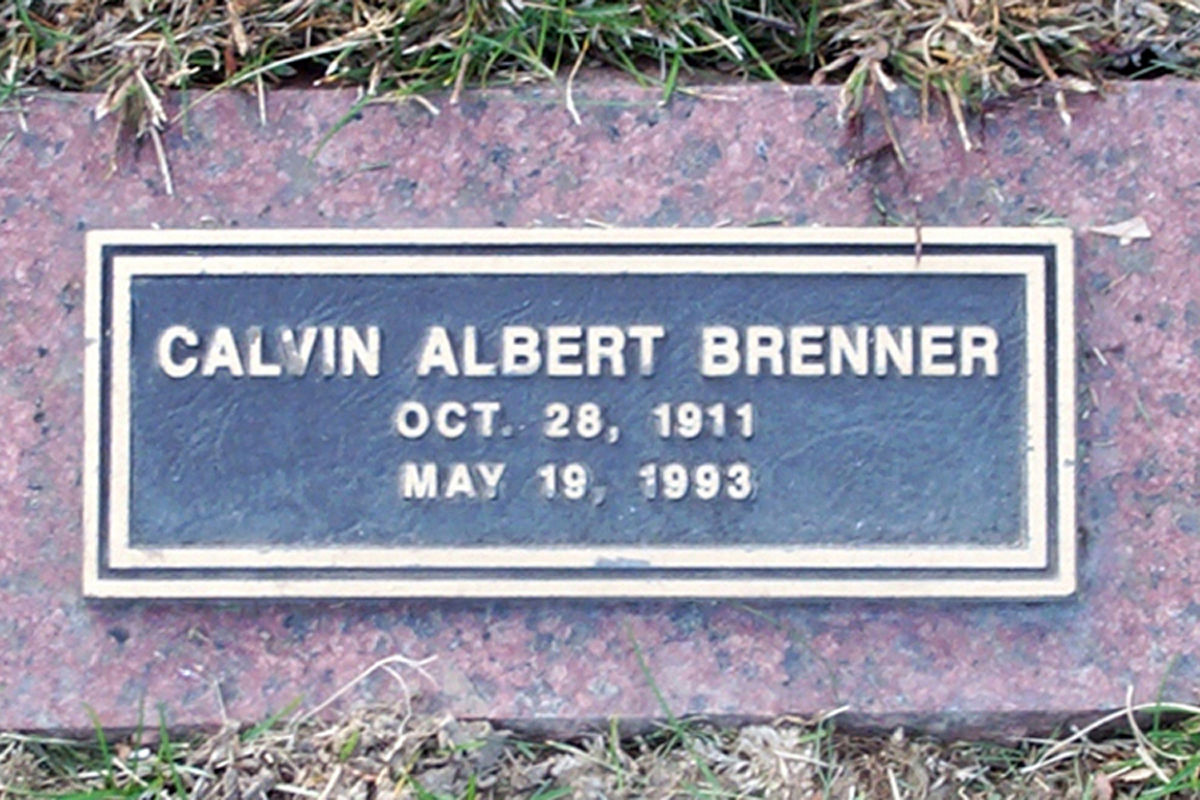 CALVIN ALBERT BRENNER
OCT. 28, 1911
MAY 19, 1993